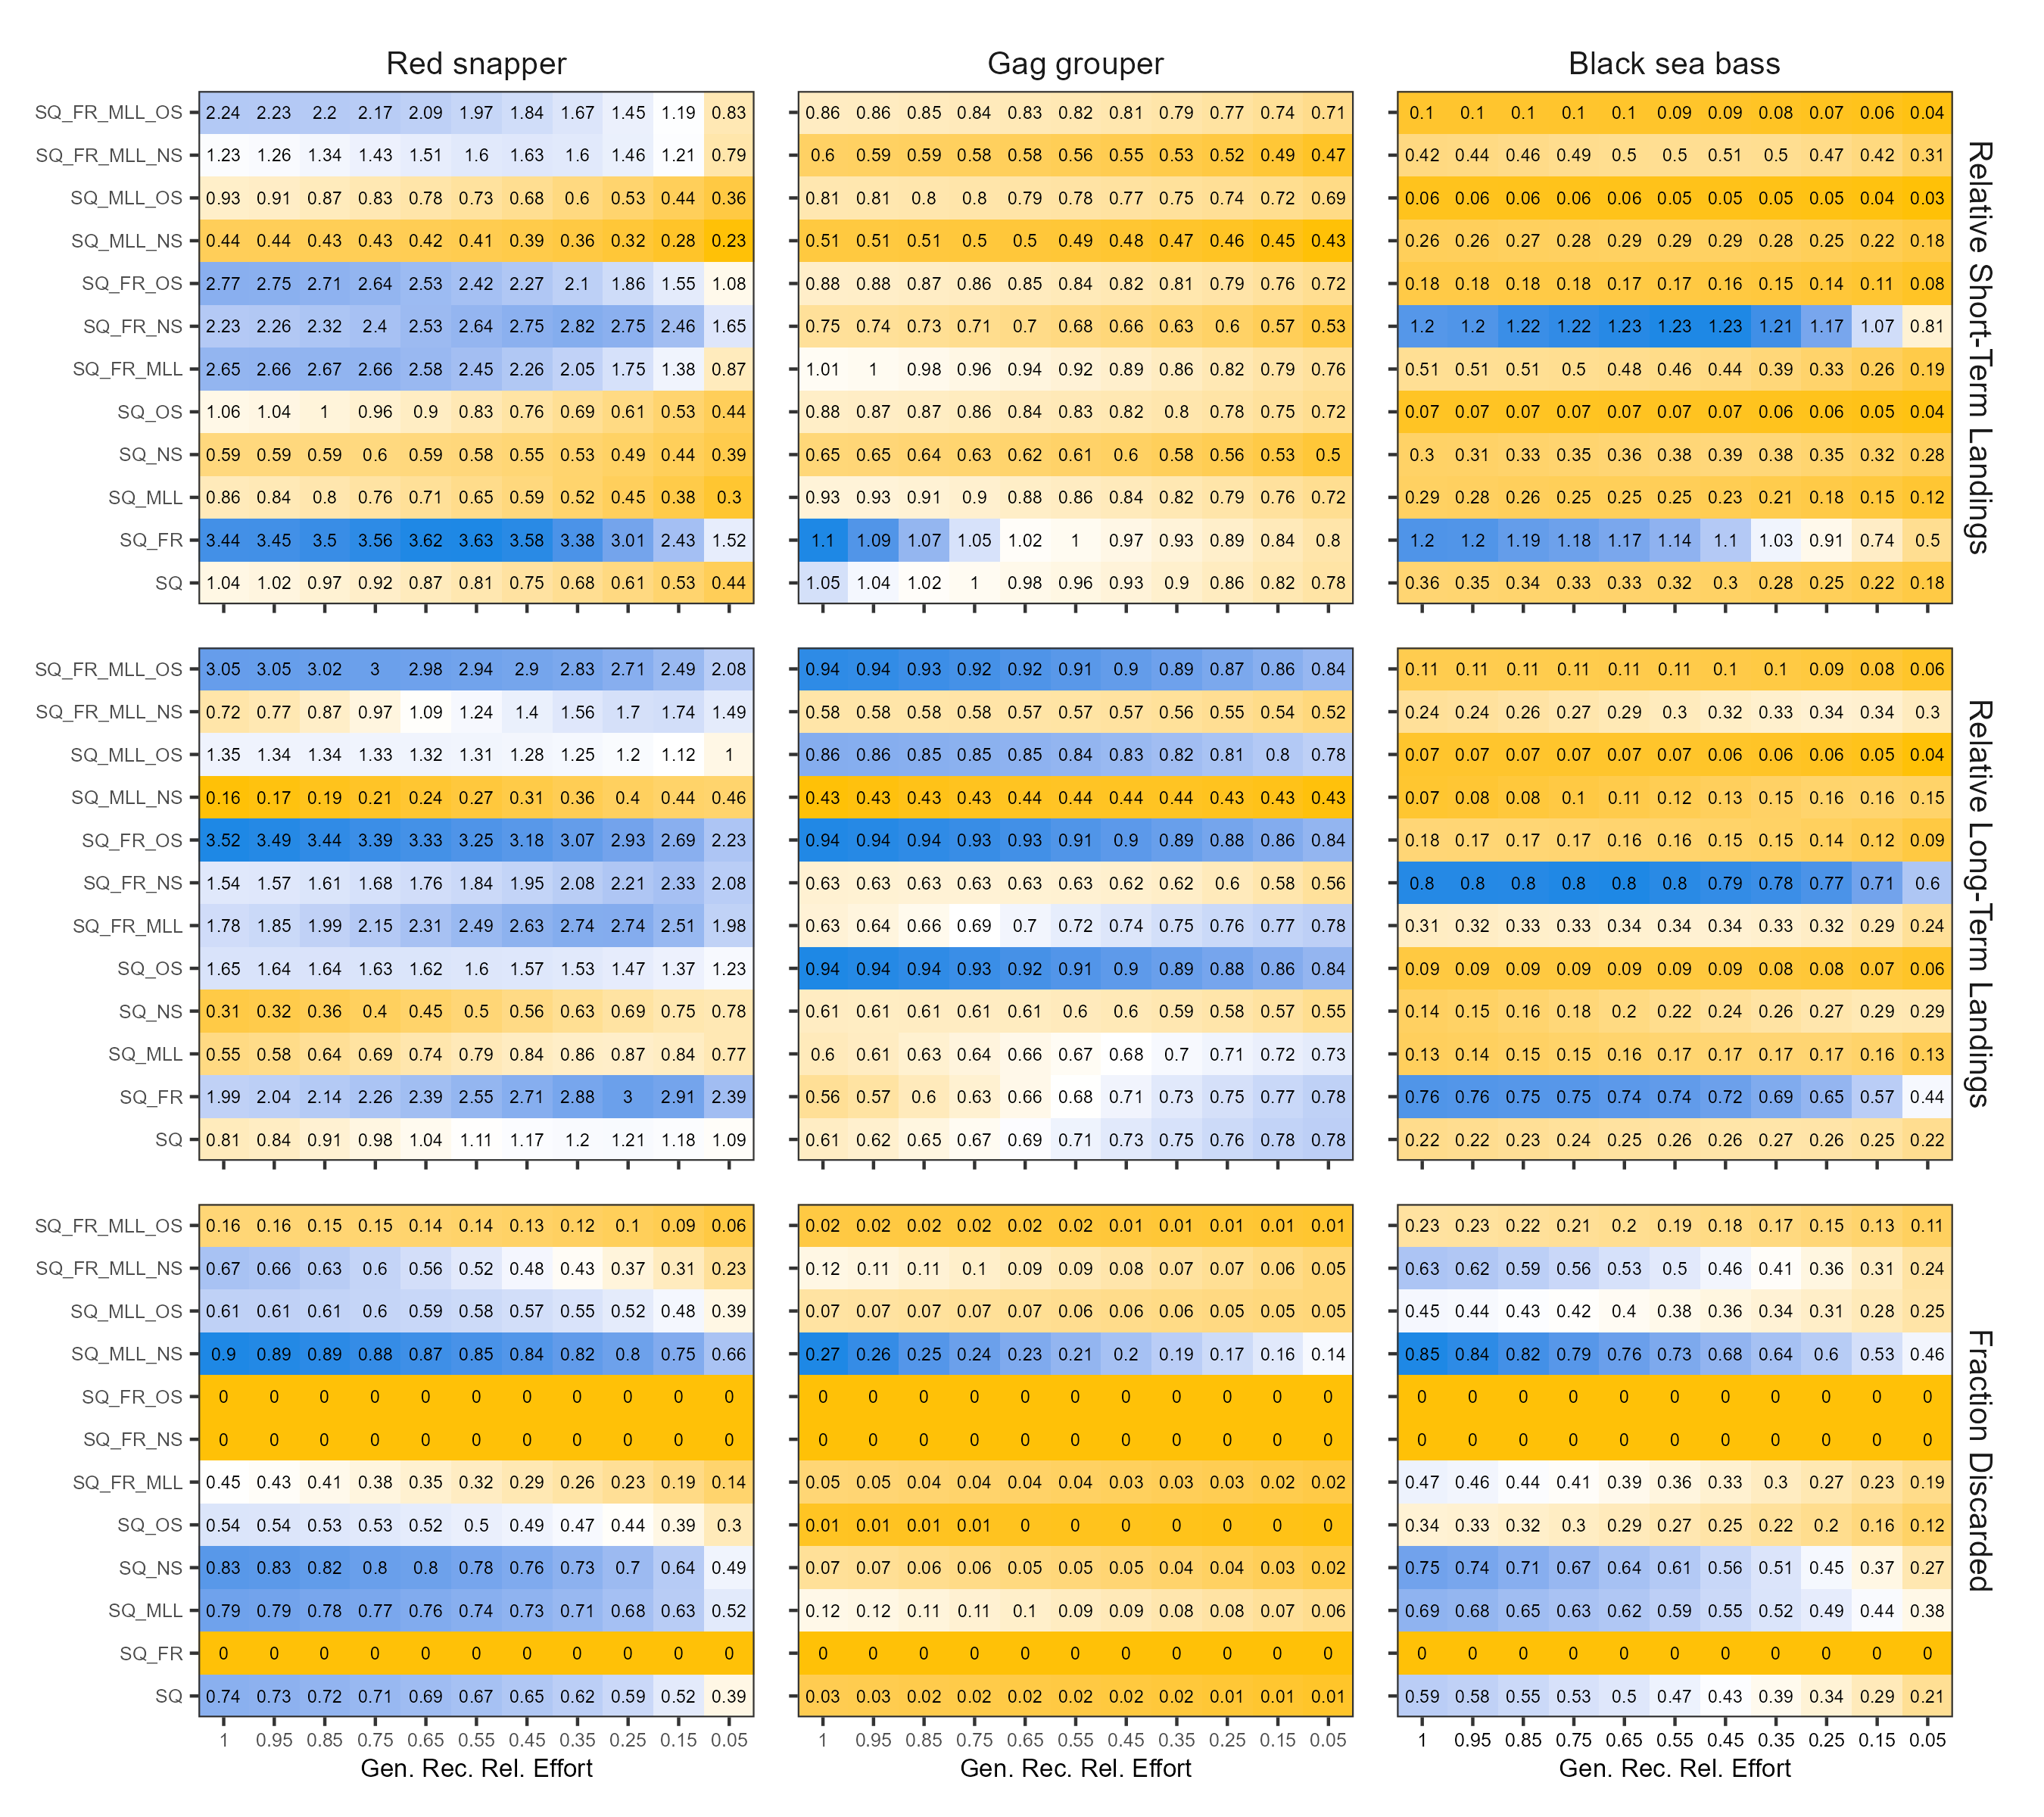 Red snapper Gag grouper Black sea bass
SQ_FR_MLL_OS 2.24 2.23 2.2 2.17 2.09 1.97 1.84 1.67 1.45 1.19 0.83 0.86 0.86 0.85 0.84 0.83 0.82 0.81 0.79 0.77 0.74 0.71 0.1 0.1 0.1 0.1 0.1 0.09 0.09 0.08 0.07 0.06 0.04
SQ_FR_MLL_NS 1.23 1.26 1.34 1.43 1.51 1.6 1.63 1.6 1.46 1.21 0.79 0.6 0.59 0.59 0.58 0.58 0.56 0.55 0.53 0.52 0.49 0.47 0.42 0.44 0.46 0.49 0.5 0.5 0.51 0.5 0.47 0.42 0.31
SQ_MLL_OS 0.93 0.91 0.87 0.83 0.78 0.73 0.68 0.6 0.53 0.44 0.36 0.81 0.81 0.8 0.8 0.79 0.78 0.77 0.75 0.74 0.72 0.69 0.06 0.06 0.06 0.06 0.06 0.05 0.05 0.05 0.05 0.04 0.03
SQ_MLL_NS 0.44 0.44 0.43 0.43 0.42 0.41 0.39 0.36 0.32 0.28 0.23 0.51 0.51 0.51 0.5 0.5 0.49 0.48 0.47 0.46 0.45 0.43 0.26 0.26 0.27 0.28 0.29 0.29 0.29 0.28 0.25 0.22 0.18
SQ_FR_OS 2.77 2.75 2.71 2.64 2.53 2.42 2.27 2.1 1.86 1.55 1.08 0.88 0.88 0.87 0.86 0.85 0.84 0.82 0.81 0.79 0.76 0.72 0.18 0.18 0.18 0.18 0.17 0.17 0.16 0.15 0.14 0.11 0.08
SQ_FR_NS 2.23 2.26 2.32 2.4 2.53 2.64 2.75 2.82 2.75 2.46 1.65 0.75 0.74 0.73 0.71 0.7 0.68 0.66 0.63 0.6 0.57 0.53 1.2 1.2 1.22 1.22 1.23 1.23 1.23 1.21 1.17 1.07 0.81
SQ_FR_MLL 2.65 2.66 2.67 2.66 2.58 2.45 2.26 2.05 1.75 1.38 0.87 1.01 1 0.98 0.96 0.94 0.92 0.89 0.86 0.82 0.79 0.76 0.51 0.51 0.51 0.5 0.48 0.46 0.44 0.39 0.33 0.26 0.19
SQ_OS 1.06 1.04 1 0.96 0.9 0.83 0.76 0.69 0.61 0.53 0.44 0.88 0.87 0.87 0.86 0.84 0.83 0.82 0.8 0.78 0.75 0.72 0.07 0.07 0.07 0.07 0.07 0.07 0.07 0.06 0.06 0.05 0.04
SQ_NS 0.59 0.59 0.59 0.6 0.59 0.58 0.55 0.53 0.49 0.44 0.39 0.65 0.65 0.64 0.63 0.62 0.61 0.6 0.58 0.56 0.53 0.5 0.3 0.31 0.33 0.35 0.36 0.38 0.39 0.38 0.35 0.32 0.28
SQ_MLL 0.86 0.84 0.8 0.76 0.71 0.65 0.59 0.52 0.45 0.38 0.3 0.93 0.93 0.91 0.9 0.88 0.86 0.84 0.82 0.79 0.76 0.72 0.29 0.28 0.26 0.25 0.25 0.25 0.23 0.21 0.18 0.15 0.12
SQ_FR 3.44 3.45 3.5 3.56 3.62 3.63 3.58 3.38 3.01 2.43 1.52 1.1 1.09 1.07 1.05 1.02 1 0.97 0.93 0.89 0.84 0.8 1.2 1.2 1.19 1.18 1.17 1.14 1.1 1.03 0.91 0.74 0.5
SQ 1.04 1.02 0.97 0.92 0.87 0.81 0.75 0.68 0.61 0.53 0.44 1.05 1.04 1.02 1 0.98 0.96 0.93 0.9 0.86 0.82 0.78 0.36 0.35 0.34 0.33 0.33 0.32 0.3 0.28 0.25 0.22 0.18
Relative Short-Term Landings
SQ_FR_MLL_OS 3.05 3.05 3.02 3 2.98 2.94 2.9 2.83 2.71 2.49 2.08 0.94 0.94 0.93 0.92 0.92 0.91 0.9 0.89 0.87 0.86 0.84 0.11 0.11 0.11 0.11 0.11 0.11 0.1 0.1 0.09 0.08 0.06
SQ_FR_MLL_NS 0.72 0.77 0.87 0.97 1.09 1.24 1.4 1.56 1.7 1.74 1.49 0.58 0.58 0.58 0.58 0.57 0.57 0.57 0.56 0.55 0.54 0.52 0.24 0.24 0.26 0.27 0.29 0.3 0.32 0.33 0.34 0.34 0.3
SQ_MLL_OS 1.35 1.34 1.34 1.33 1.32 1.31 1.28 1.25 1.2 1.12 1 0.86 0.86 0.85 0.85 0.85 0.84 0.83 0.82 0.81 0.8 0.78 0.07 0.07 0.07 0.07 0.07 0.07 0.06 0.06 0.06 0.05 0.04
SQ_MLL_NS 0.16 0.17 0.19 0.21 0.24 0.27 0.31 0.36 0.4 0.44 0.46 0.43 0.43 0.43 0.43 0.44 0.44 0.44 0.44 0.43 0.43 0.43 0.07 0.08 0.08 0.1 0.11 0.12 0.13 0.15 0.16 0.16 0.15
SQ_FR_OS 3.52 3.49 3.44 3.39 3.33 3.25 3.18 3.07 2.93 2.69 2.23 0.94 0.94 0.94 0.93 0.93 0.91 0.9 0.89 0.88 0.86 0.84 0.18 0.17 0.17 0.17 0.16 0.16 0.15 0.15 0.14 0.12 0.09
SQ_FR_NS 1.54 1.57 1.61 1.68 1.76 1.84 1.95 2.08 2.21 2.33 2.08 0.63 0.63 0.63 0.63 0.63 0.63 0.62 0.62 0.6 0.58 0.56 0.8 0.8 0.8 0.8 0.8 0.8 0.79 0.78 0.77 0.71 0.6
SQ_FR_MLL 1.78 1.85 1.99 2.15 2.31 2.49 2.63 2.74 2.74 2.51 1.98 0.63 0.64 0.66 0.69 0.7 0.72 0.74 0.75 0.76 0.77 0.78 0.31 0.32 0.33 0.33 0.34 0.34 0.34 0.33 0.32 0.29 0.24
SQ_OS 1.65 1.64 1.64 1.63 1.62 1.6 1.57 1.53 1.47 1.37 1.23 0.94 0.94 0.94 0.93 0.92 0.91 0.9 0.89 0.88 0.86 0.84 0.09 0.09 0.09 0.09 0.09 0.09 0.09 0.08 0.08 0.07 0.06
SQ_NS 0.31 0.32 0.36 0.4 0.45 0.5 0.56 0.63 0.69 0.75 0.78 0.61 0.61 0.61 0.61 0.61 0.6 0.6 0.59 0.58 0.57 0.55 0.14 0.15 0.16 0.18 0.2 0.22 0.24 0.26 0.27 0.29 0.29
SQ_MLL 0.55 0.58 0.64 0.69 0.74 0.79 0.84 0.86 0.87 0.84 0.77 0.6 0.61 0.63 0.64 0.66 0.67 0.68 0.7 0.71 0.72 0.73 0.13 0.14 0.15 0.15 0.16 0.17 0.17 0.17 0.17 0.16 0.13
SQ_FR 1.99 2.04 2.14 2.26 2.39 2.55 2.71 2.88 3 2.91 2.39 0.56 0.57 0.6 0.63 0.66 0.68 0.71 0.73 0.75 0.77 0.78 0.76 0.76 0.75 0.75 0.74 0.74 0.72 0.69 0.65 0.57 0.44
SQ 0.81 0.84 0.91 0.98 1.04 1.11 1.17 1.2 1.21 1.18 1.09 0.61 0.62 0.65 0.67 0.69 0.71 0.73 0.75 0.76 0.78 0.78 0.22 0.22 0.23 0.24 0.25 0.26 0.26 0.27 0.26 0.25 0.22
Relative Long-Term Landings
SQ_FR_MLL_OS 0.16 0.16 0.15 0.15 0.14 0.14 0.13 0.12 0.1 0.09 0.06 0.02 0.02 0.02 0.02 0.02 0.02 0.01 0.01 0.01 0.01 0.01 0.23 0.23 0.22 0.21 0.2 0.19 0.18 0.17 0.15 0.13 0.11
SQ_FR_MLL_NS 0.67 0.66 0.63 0.6 0.56 0.52 0.48 0.43 0.37 0.31 0.23 0.12 0.11 0.11 0.1 0.09 0.09 0.08 0.07 0.07 0.06 0.05 0.63 0.62 0.59 0.56 0.53 0.5 0.46 0.41 0.36 0.31 0.24
SQ_MLL_OS 0.61 0.61 0.61 0.6 0.59 0.58 0.57 0.55 0.52 0.48 0.39 0.07 0.07 0.07 0.07 0.07 0.06 0.06 0.06 0.05 0.05 0.05 0.45 0.44 0.43 0.42 0.4 0.38 0.36 0.34 0.31 0.28 0.25
SQ_MLL_NS 0.9 0.89 0.89 0.88 0.87 0.85 0.84 0.82 0.8 0.75 0.66 0.27 0.26 0.25 0.24 0.23 0.21 0.2 0.19 0.17 0.16 0.14 0.85 0.84 0.82 0.79 0.76 0.73 0.68 0.64 0.6 0.53 0.46
SQ_FR_OS 0 0 0 0 0 0 0 0 0 0 0 0 0 0 0 0 0 0 0 0 0 0 0 0 0 0 0 0 0 0 0 0 0
SQ_FR_NS 0 0 0 0 0 0 0 0 0 0 0 0 0 0 0 0 0 0 0 0 0 0 0 0 0 0 0 0 0 0 0 0 0
SQ_FR_MLL 0.45 0.43 0.41 0.38 0.35 0.32 0.29 0.26 0.23 0.19 0.14 0.05 0.05 0.04 0.04 0.04 0.04 0.03 0.03 0.03 0.02 0.02 0.47 0.46 0.44 0.41 0.39 0.36 0.33 0.3 0.27 0.23 0.19
SQ_OS 0.54 0.54 0.53 0.53 0.52 0.5 0.49 0.47 0.44 0.39 0.3 0.01 0.01 0.01 0.01 0 0 0 0 0 0 0 0.34 0.33 0.32 0.3 0.29 0.27 0.25 0.22 0.2 0.16 0.12
SQ_NS 0.83 0.83 0.82 0.8 0.8 0.78 0.76 0.73 0.7 0.64 0.49 0.07 0.07 0.06 0.06 0.05 0.05 0.05 0.04 0.04 0.03 0.02 0.75 0.74 0.71 0.67 0.64 0.61 0.56 0.51 0.45 0.37 0.27
SQ_MLL 0.79 0.79 0.78 0.77 0.76 0.74 0.73 0.71 0.68 0.63 0.52 0.12 0.12 0.11 0.11 0.1 0.09 0.09 0.08 0.08 0.07 0.06 0.69 0.68 0.65 0.63 0.62 0.59 0.55 0.52 0.49 0.44 0.38
SQ_FR 0 0 0 0 0 0 0 0 0 0 0 0 0 0 0 0 0 0 0 0 0 0 0 0 0 0 0 0 0 0 0 0 0
SQ 0.74 0.73 0.72 0.71 0.69 0.67 0.65 0.62 0.59 0.52 0.39 0.03 0.03 0.02 0.02 0.02 0.02 0.02 0.02 0.01 0.01 0.01 0.59 0.58 0.55 0.53 0.5 0.47 0.43 0.39 0.34 0.29 0.21
Fraction Discarded
1 0.95 0.85 0.75 0.65 0.55 0.45 0.35 0.25 0.15 0.05 1 0.95 0.85 0.75 0.65 0.55 0.45 0.35 0.25 0.15 0.05 1 0.95 0.85 0.75 0.65 0.55 0.45 0.35 0.25 0.15 0.05
Gen. Rec. Rel. Effort Gen. Rec. Rel. Effort Gen. Rec. Rel. Effort